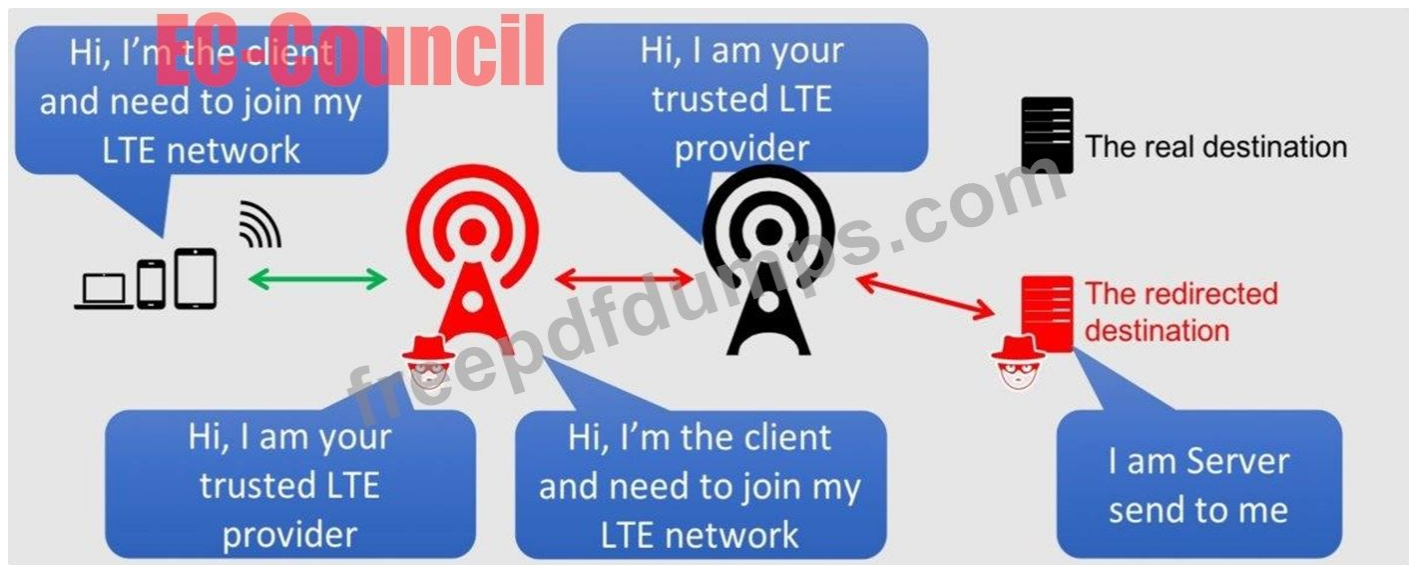 EC-Council
Hi, I'm the client
and need to join my
LTE network
Hi, I am your
trusted LTE
provider
The real destination
The redirected
destination
freepdfdumps.com
Hi, I am your
trusted LTE
provider
Hi, I'm the client
and need to join my
LTE network
I am Server
send to me